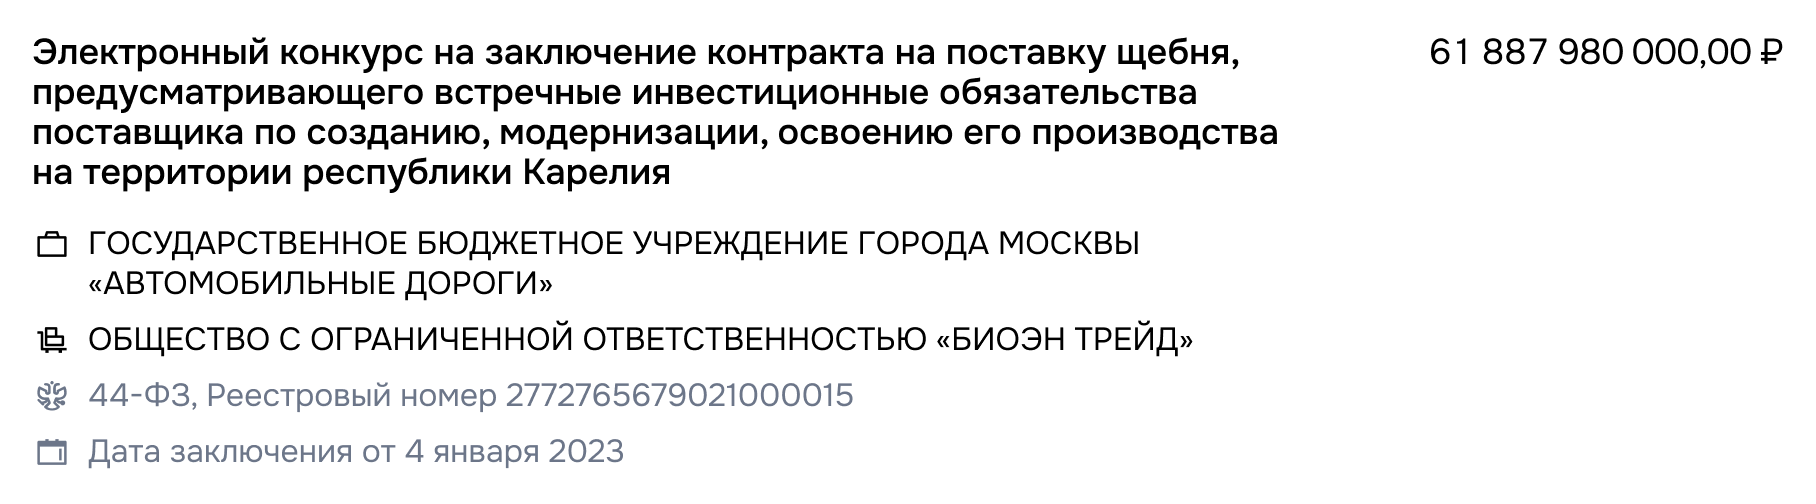 Электронный конкурс на заключение контракта на поставку щебня,
61 887 980 000,00 ₽
предусматривающего встречные инвестиционные обязательства
поставщика по созданию, модернизации, освоению его производства
на территории республики Карелия
ГОСУДАРСТВЕННОЕ БЮДЖЕТНОЕ УЧРЕЖДЕНИЕ ГОРОДА МОСКВЫ
«АВТОМОБИЛЬНЫЕ ДОРОГИ»
ОБЩЕСТВО С ОГРАНИЧЕННОЙ ОТВЕТСТВЕННОСТЬЮ «БИОЭН ТРЕЙД»
44-ФЗ, Реестровый номер 2772765679021000015
Дата заключения от 4 января 2023